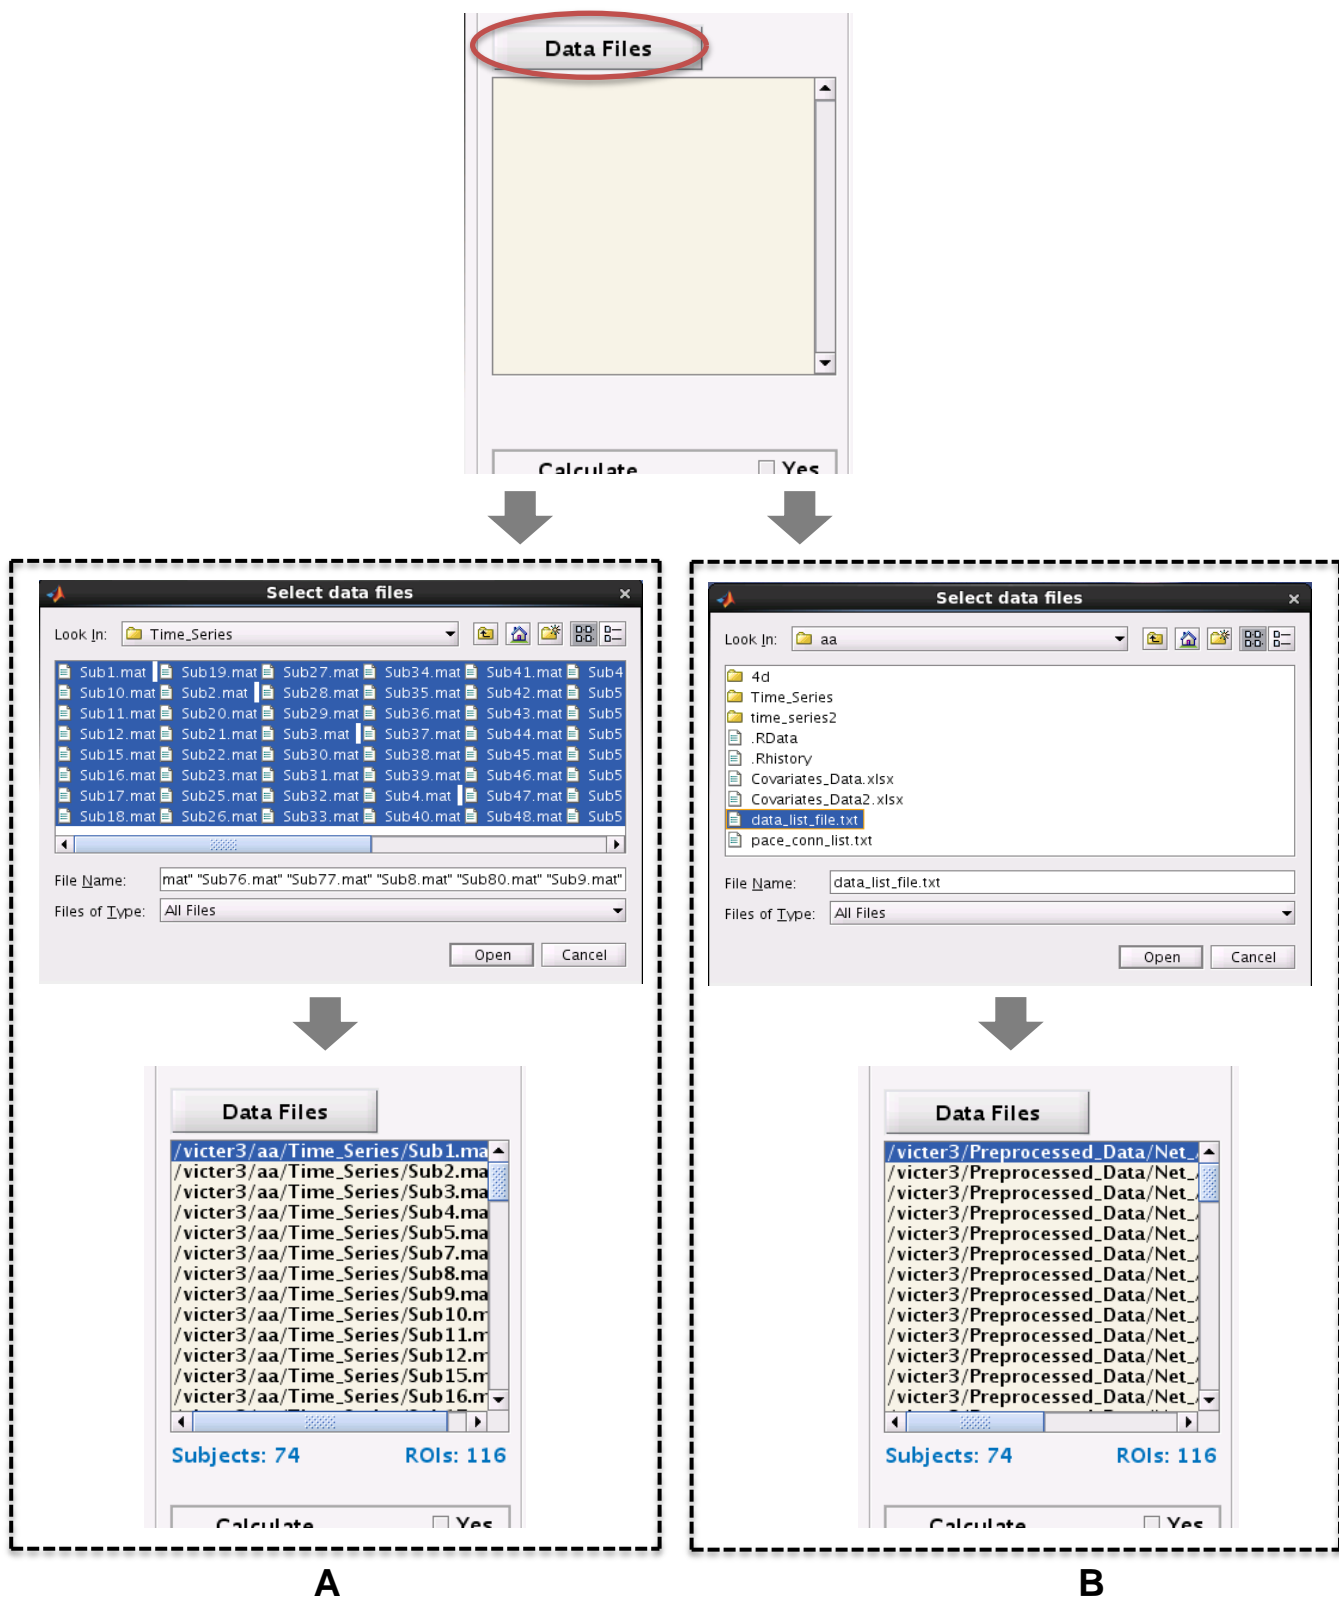 Data Files
Calculate Yes
Select data files
Look In: Time_Series
Sub1.mat Sub19.mat Sub27.mat Sub34.mat Sub41.mat Sub4
Sub10.mat Sub2.mat Sub28.mat Sub35.mat Sub42.mat Sub5
Sub11.mat Sub20.mat Sub29.mat Sub36.mat Sub43.mat Sub5
Sub12.mat Sub21.mat Sub3.mat Sub37.mat Sub44.mat Sub5
Sub15.mat Sub22.mat Sub30.mat Sub38.mat Sub45.mat Sub5
Sub16.mat Sub23.mat Sub31.mat Sub39.mat Sub46.mat Sub5
Sub17.mat Sub25.mat Sub32.mat Sub4.mat Sub47.mat Sub5
Sub18.mat Sub26.mat Sub33.mat Sub40.mat Sub48.mat Sub5
File Name: mat" "Sub76.mat" "Sub77.mat" "Sub8.mat" "Sub80.mat" "Sub9.mat"
Files of Type: All Files
Open Cancel
Data Files
/victer3/aa/Time_Series/Sub1.ma
/victer3/aa/Time_Series/Sub2.ma
/victer3/aa/Time_Series/Sub3.ma
/victer3/aa/Time_Series/Sub4.ma
/victer3/aa/Time_Series/Sub5.ma
/victer3/aa/Time_Series/Sub7.ma
/victer3/aa/Time_Series/Sub8.ma
/victer3/aa/Time_Series/Sub9.ma
/victer3/aa/Time_Series/Sub10.m
/victer3/aa/Time_Series/Sub11.m
/victer3/aa/Time_Series/Sub12.m
/victer3/aa/Time_Series/Sub15.m
/victer3/aa/Time_Series/Sub16.m
Subjects: 74 ROIs: 116
Calculate Yes
A
Select data files
Look In: aa
4d
Time_Series
time_series2
.RData
.Rhistory
Covariates_Data.xlsx
Covariates_Data2.xlsx
data_list_file.txt
pace_conn_list.txt
File Name: data_list_file.txt
Files of Type: All Files
Open Cancel
Data Files
/victer3/Preprocessed_Data/Net_
/victer3/Preprocessed_Data/Net_
/victer3/Preprocessed_Data/Net_
/victer3/Preprocessed_Data/Net_
/victer3/Preprocessed_Data/Net_
/victer3/Preprocessed_Data/Net_
/victer3/Preprocessed_Data/Net_
/victer3/Preprocessed_Data/Net_
/victer3/Preprocessed_Data/Net_
/victer3/Preprocessed_Data/Net_
/victer3/Preprocessed_Data/Net_
/victer3/Preprocessed_Data/Net_
/victer3/Preprocessed_Data/Net_
Subjects: 74 ROIs: 116
Calculate Yes
B